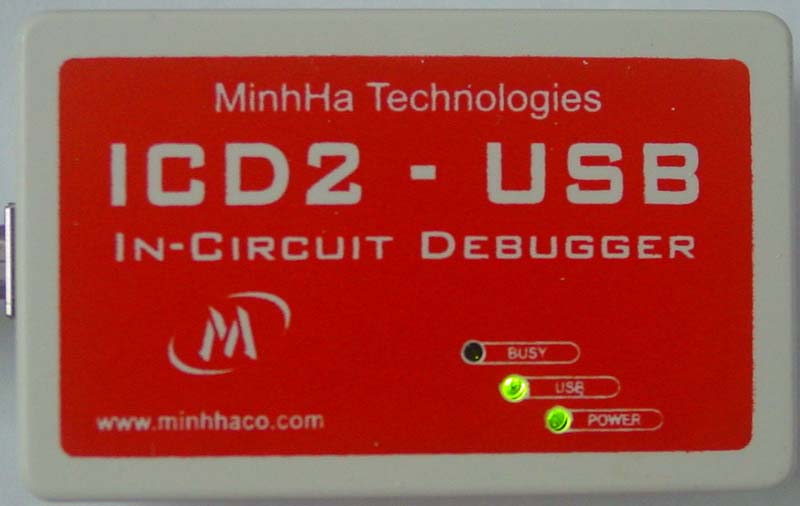 MinhHa Technologies
ICD2 - USB
IN-CIRCUIT DEBUGGER
M
BUSY
USB
POWER
www.minhhaco.com